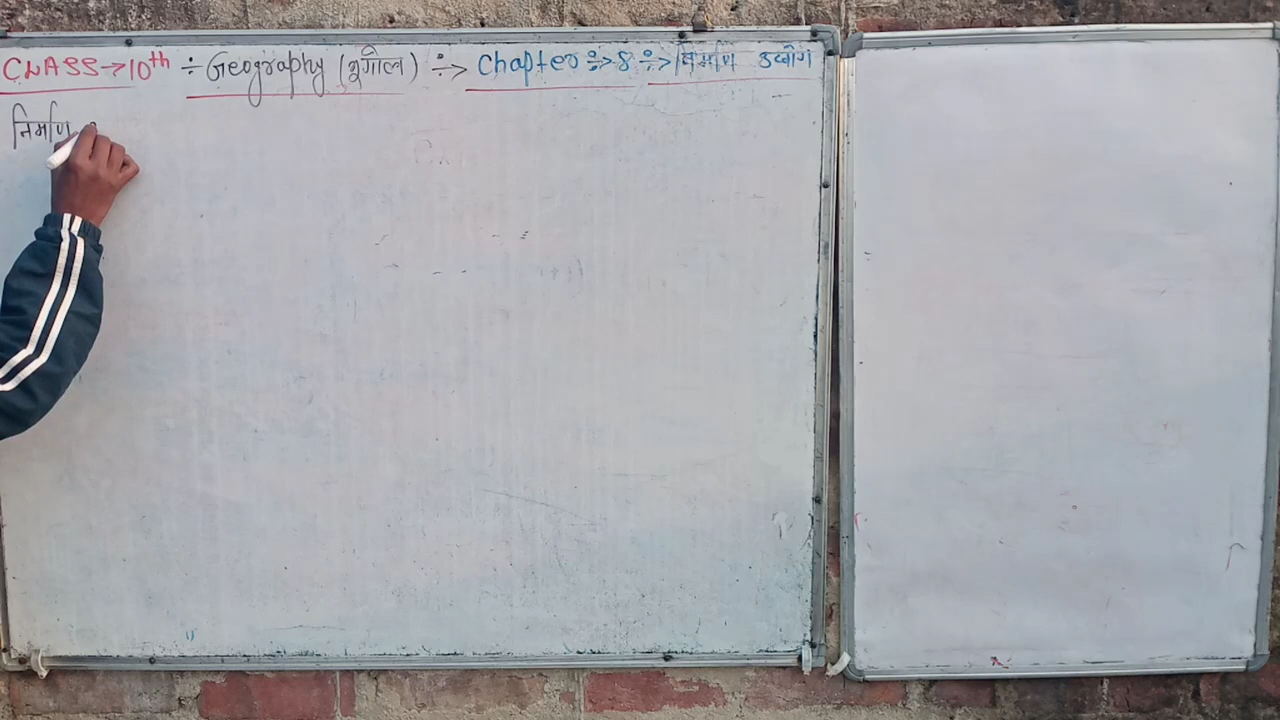 CLASS → 10th ÷ Geography (भूगोल) ÷> Chapter ÷> 8 ÷> निर्माण उद्योग
निर्माण